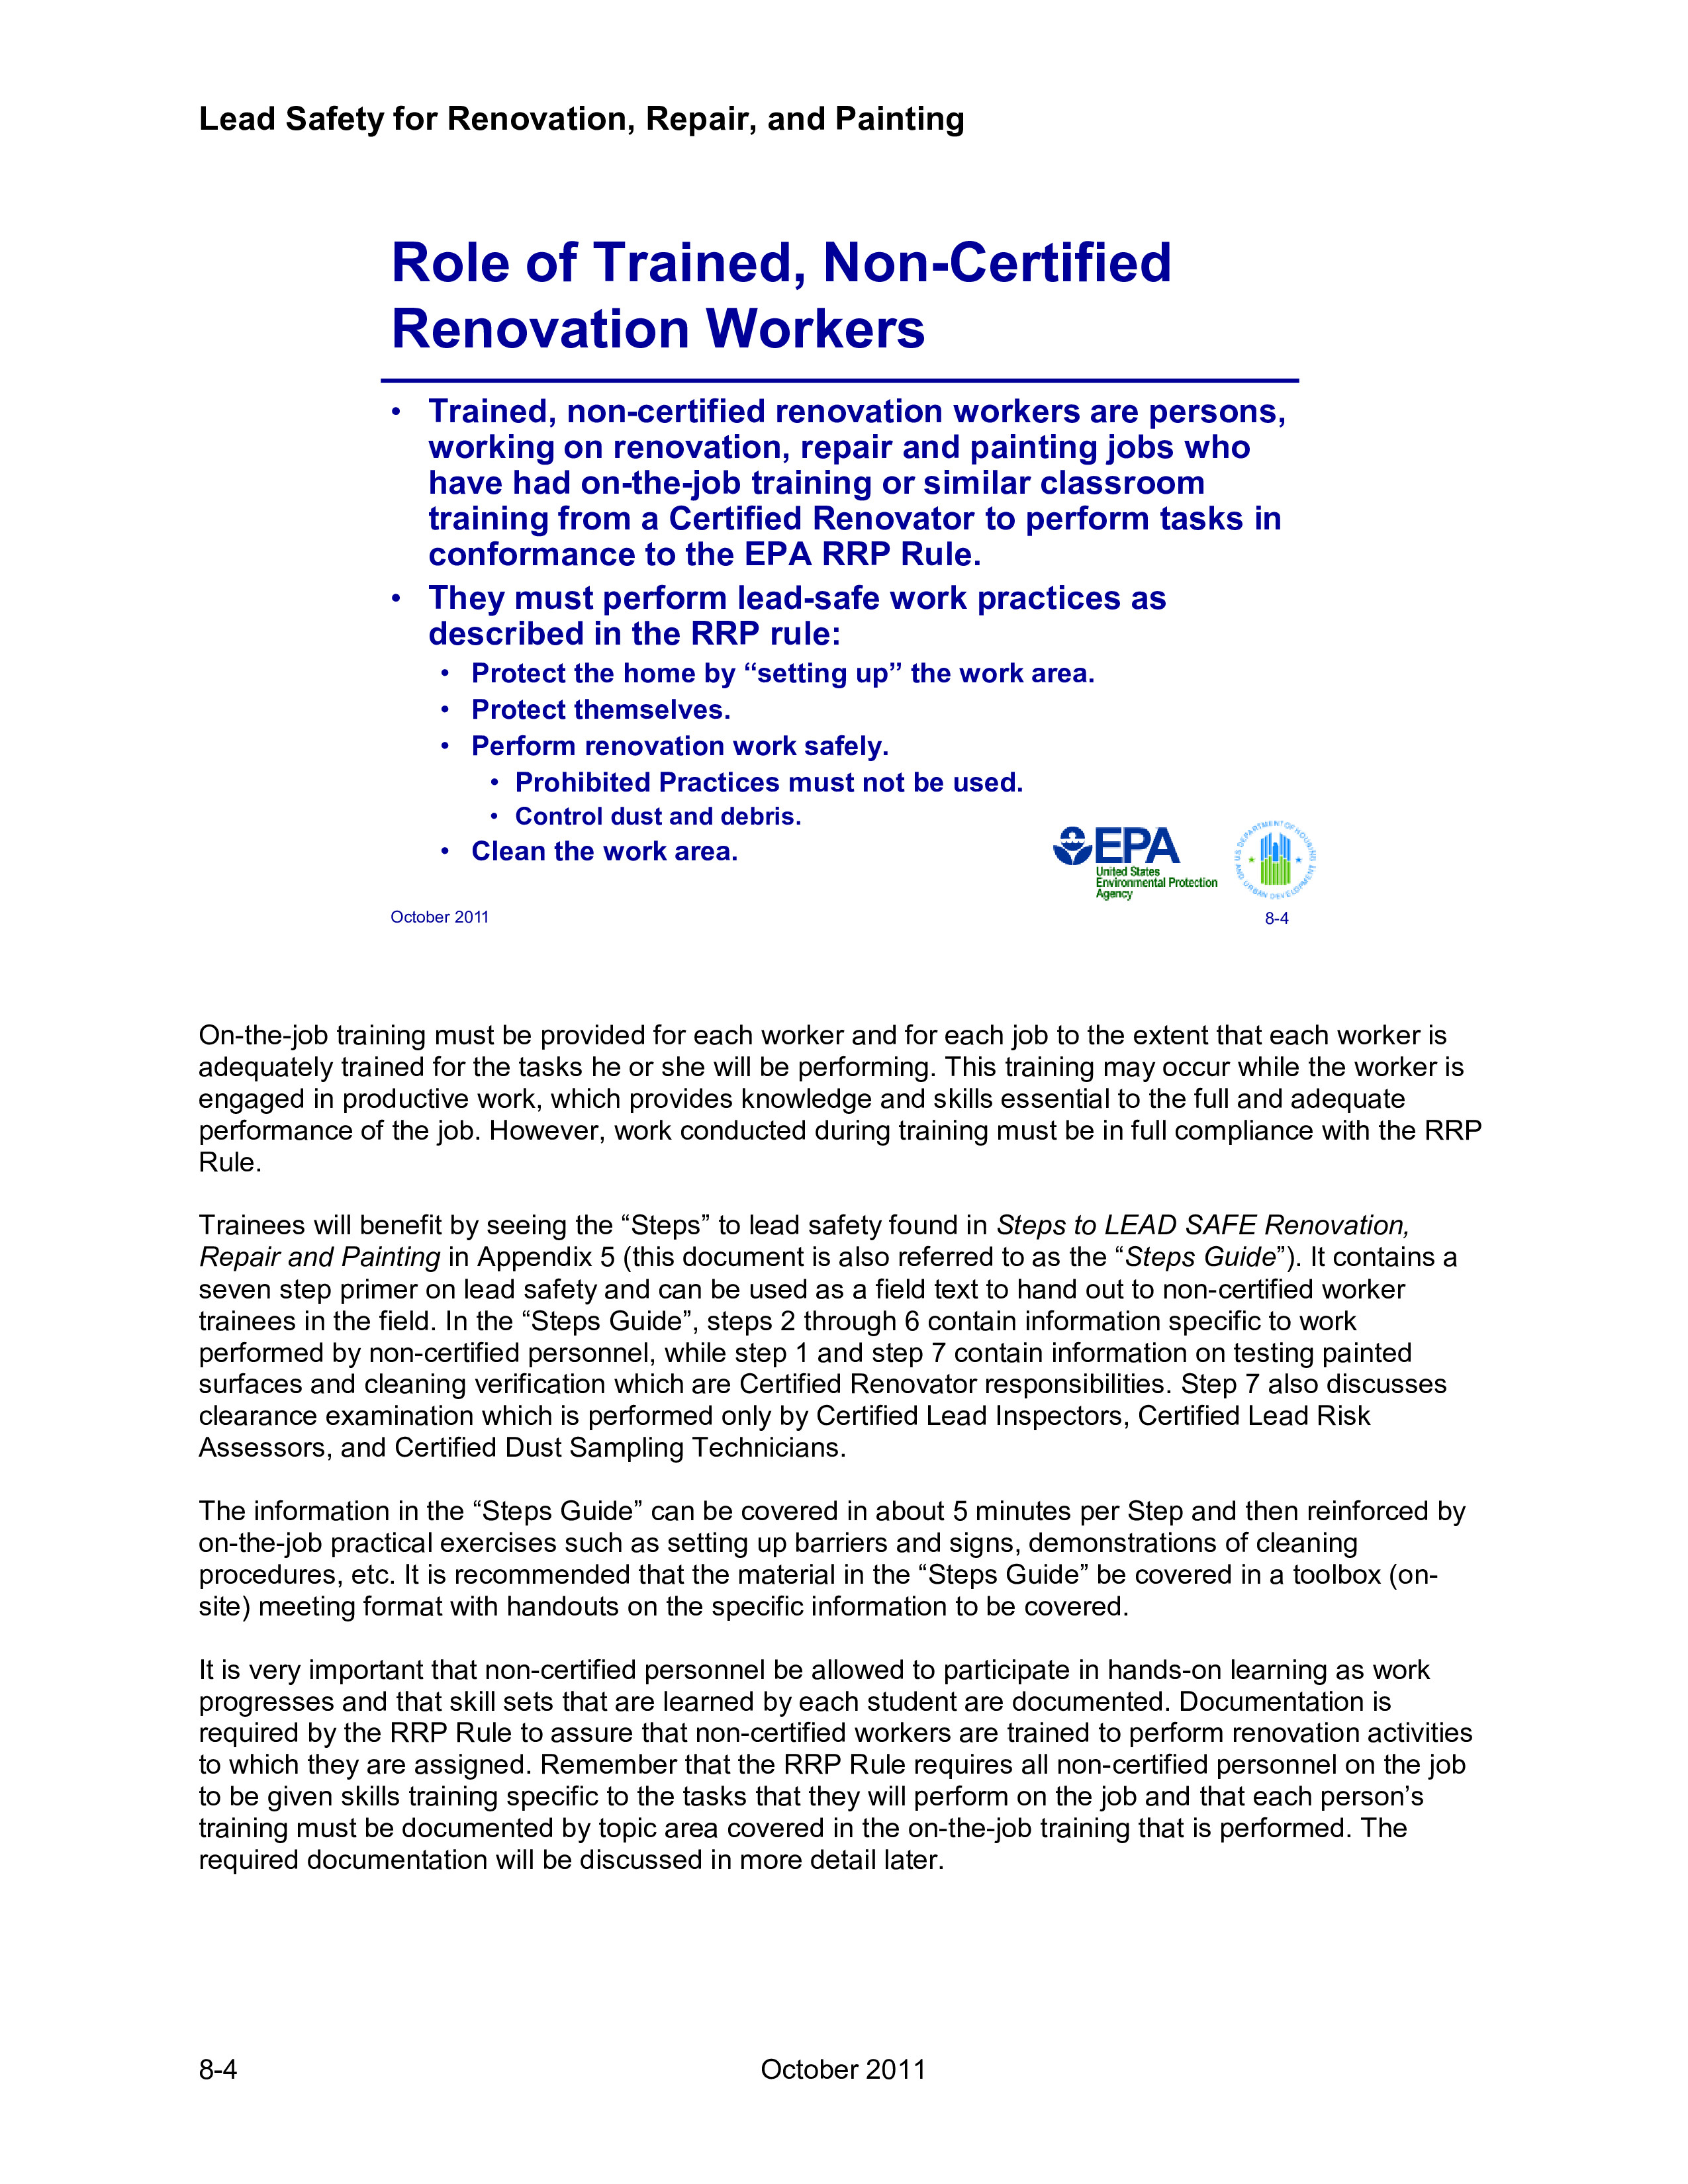 Lead Safety for Renovation, Repair, and Painting
Role of Trained, Non-Certified
Renovation Workers
• Trained, non-certified renovation workers are persons,
working on renovation, repair and painting jobs who
have had on-the-job training or similar classroom
training from a Certified Renovator to perform tasks in
conformance to the EPA RRP Rule.
• They must perform lead-safe work practices as
described in the RRP rule:
• Protect the home by “setting up” the work area.
• Protect themselves.
• Perform renovation work safely.
• Prohibited Practices must not be used.
• Control dust and debris.
• Clean the work area.
EPA
United States
Environmental Protection
Agency
US DEPARTMENT OF HOUSING
AND URBAN DEVELOPMENT
October 2011
8-4
On-the-job training must be provided for each worker and for each job to the extent that each worker is
adequately trained for the tasks he or she will be performing. This training may occur while the worker is
engaged in productive work, which provides knowledge and skills essential to the full and adequate
performance of the job. However, work conducted during training must be in full compliance with the RRP
Rule.
Trainees will benefit by seeing the “Steps” to lead safety found in Steps to LEAD SAFE Renovation,
Repair and Painting in Appendix 5 (this document is also referred to as the “Steps Guide”). It contains a
seven step primer on lead safety and can be used as a field text to hand out to non-certified worker
trainees in the field. In the “Steps Guide”, steps 2 through 6 contain information specific to work
performed by non-certified personnel, while step 1 and step 7 contain information on testing painted
surfaces and cleaning verification which are Certified Renovator responsibilities. Step 7 also discusses
clearance examination which is performed only by Certified Lead Inspectors, Certified Lead Risk
Assessors, and Certified Dust Sampling Technicians.
The information in the “Steps Guide” can be covered in about 5 minutes per Step and then reinforced by
on-the-job practical exercises such as setting up barriers and signs, demonstrations of cleaning
procedures, etc. It is recommended that the material in the “Steps Guide” be covered in a toolbox (on-
site) meeting format with handouts on the specific information to be covered.
It is very important that non-certified personnel be allowed to participate in hands-on learning as work
progresses and that skill sets that are learned by each student are documented. Documentation is
required by the RRP Rule to assure that non-certified workers are trained to perform renovation activities
to which they are assigned. Remember that the RRP Rule requires all non-certified personnel on the job
to be given skills training specific to the tasks that they will perform on the job and that each person’s
training must be documented by topic area covered in the on-the-job training that is performed. The
required documentation will be discussed in more detail later.
8-4
October 2011